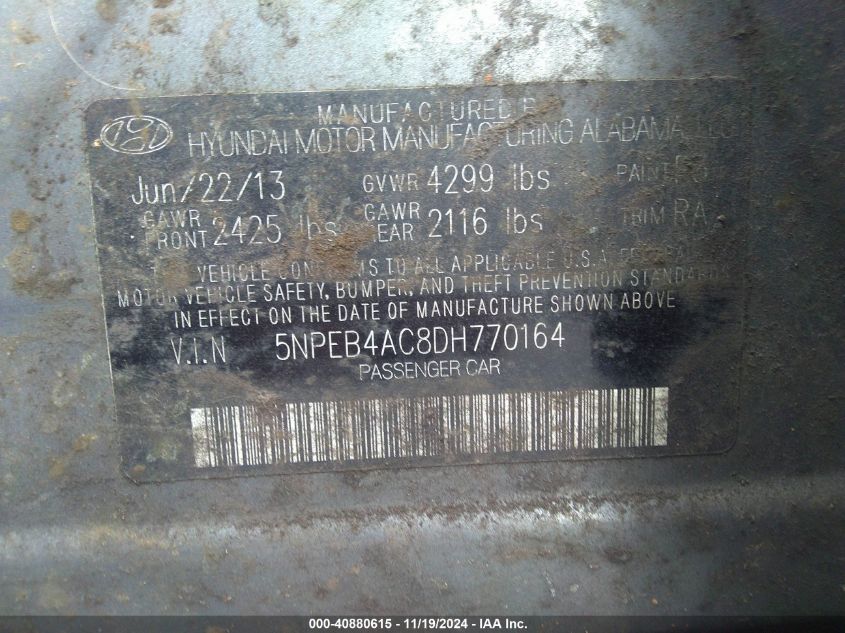 MANUFACTURED
HYUNDAI MOTOR MANUFACTURING ALABAMA,
Jun/22/13 GVWR 4299 lbs PAINT
GAWR FRONT 2425 lbs GAWR REAR 2116 lbs TRIM RA
VEHICLE CONFORMS TO ALL APPLICABLE U.S.A FEDERAL
MOTOR VEHICLE SAFETY, BUMPER, AND THEFT PREVENTION STANDARDS
IN EFFECT ON THE DATE OF MANUFACTURE SHOWN ABOVE
V.I.N 5NPEB4AC8DH770164
PASSENGER CAR
000-40880615 - 11/19/2024 - IAA Inc.